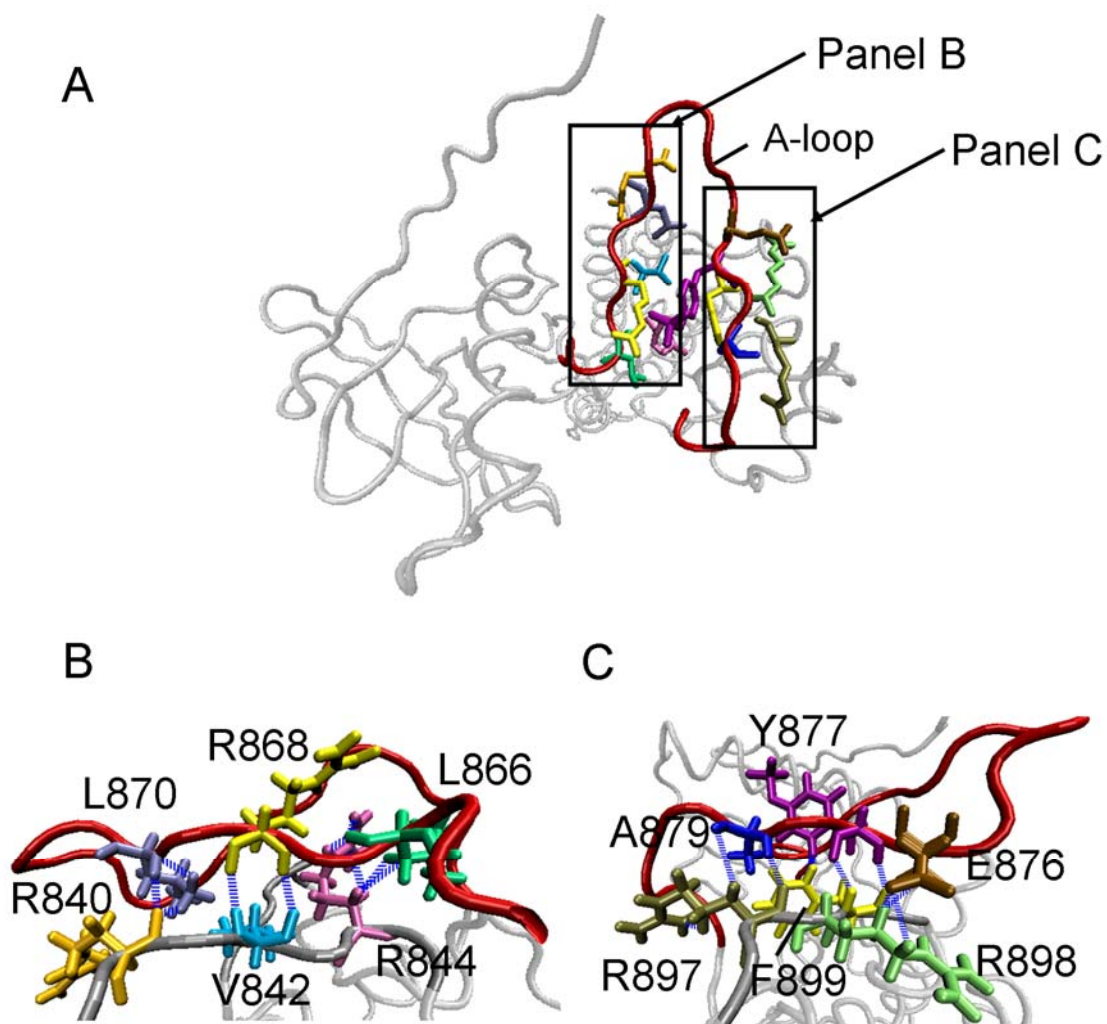 A
Panel B
A-loop
Panel C
B
C
R868
L866
L870
R840
V842
R844
Y877
A879
E876
R897
F899
R898